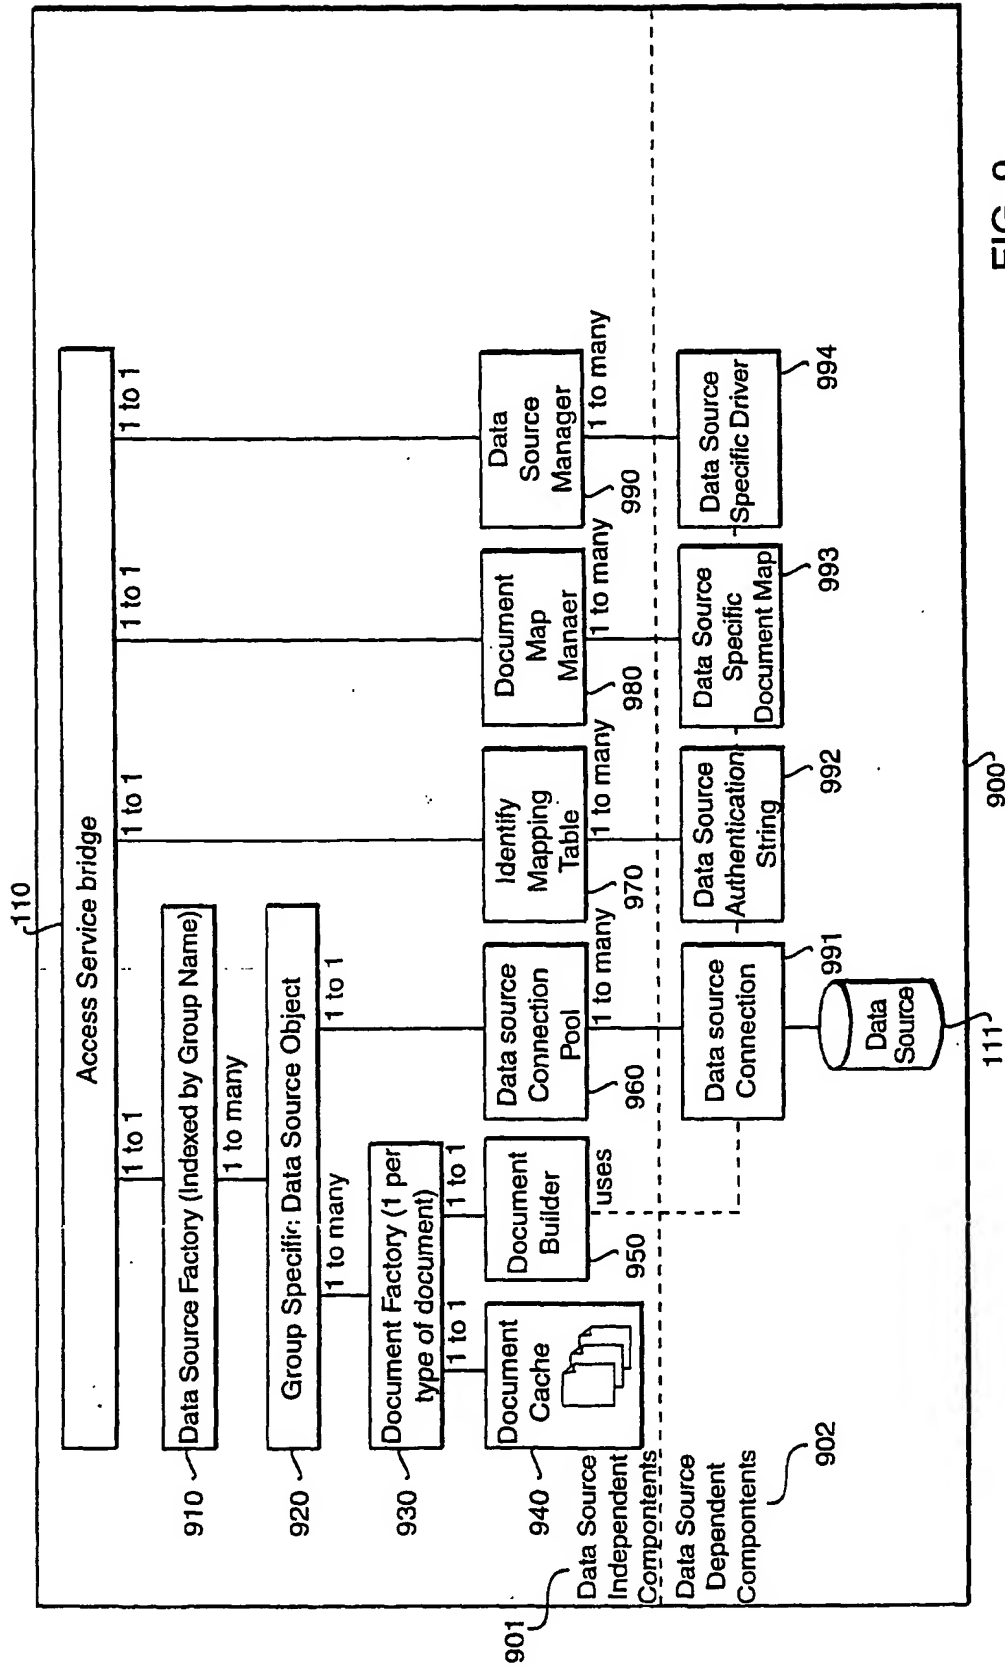 110
Access Service bridge
1 to 1
1 to 1
1 to 1
1 to 1
910
Data Source Factory (Indexed by Group Name)
1 to many
920
Group Specific Data Source Object
1 to many
1 to 1
930
Document Factory (1 per
type of document)
1 to 1
1 to 1
940
Document
Cache
Document
Builder
950
uses
Data source
Connection
Pool
960
1 to many
Identify
Mapping
Table
970
1 to many
Document
Map
Manaer
980
1 to many
Data
Source
Manager
990
1 to many
901
Data Source
Independent
Compontents
Data Source
Dependent
Compontents
902
Data source
Connection
991
Data Source
Authentication
String
992
Data Source
Specific
Document Map
993
Data Source
Specific Driver
994
Data
Source
111
900